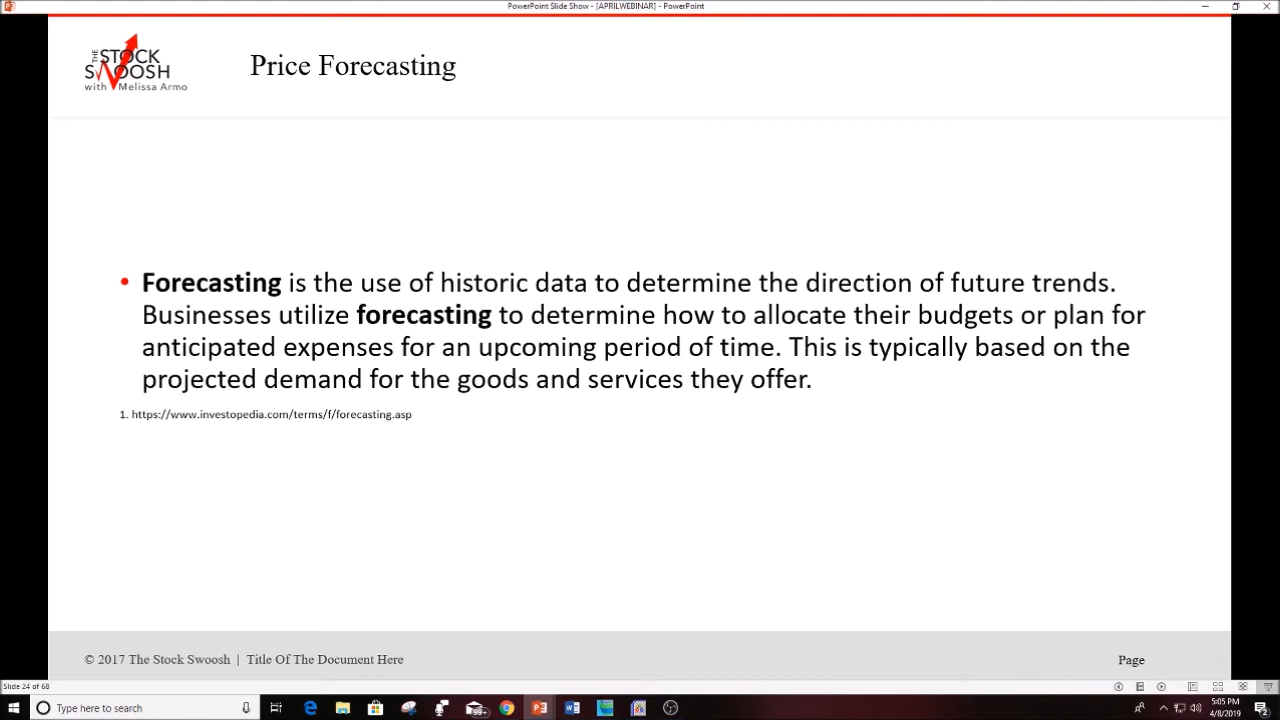 PowerPoint Slide Show - [APRILWEBINAR] - PowerPoint
THE
STOCK
SWOOSH
with Melissa Armo
Price Forecasting
• Forecasting is the use of historic data to determine the direction of future trends.
Businesses utilize forecasting to determine how to allocate their budgets or plan for
anticipated expenses for an upcoming period of time. This is typically based on the
projected demand for the goods and services they offer.
1. https://www.investopedia.com/terms/f/forecasting.asp
© 2017 The Stock Swoosh | Title Of The Document Here
Page
Slide 24 of 68
Type here to search
99+
5:05 PM
4/8/2019
2